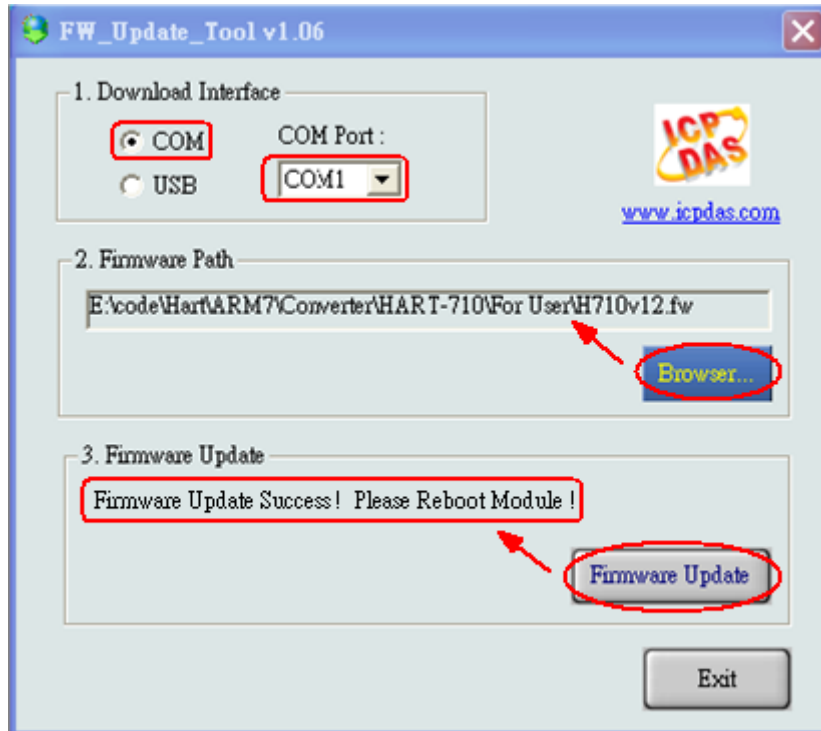 FW_Update_Tool v1.06
1. Download Interface
COM
COM Port :
USB
COM1
ICP
DAS
www.icpdas.com
2. Firmware Path
E:\code\Hart\ARM7\Converter\HART-710\For User\H710v12.fw
Browser...
3. Firmware Update
Firmware Update Success! Please Reboot Module !
Firmware Update
Exit